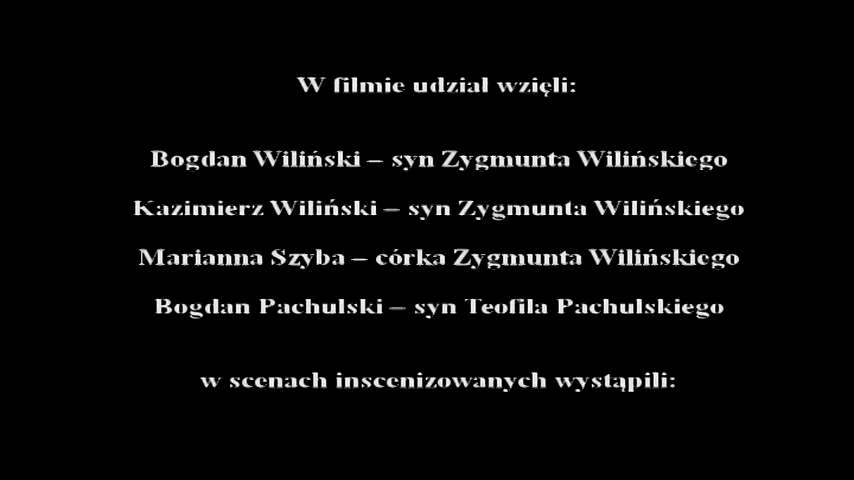 W filmie udział wzięli:
Bogdan Wiliński – syn Zygmunta Wilińskiego
Kazimierz Wiliński – syn Zygmunta Wilińskiego
Marianna Szyba – córka Zygmunta Wilińskiego
Bogdan Pachulski – syn Teofila Pachulskiego
w scenach inscenizowanych wystąpili: